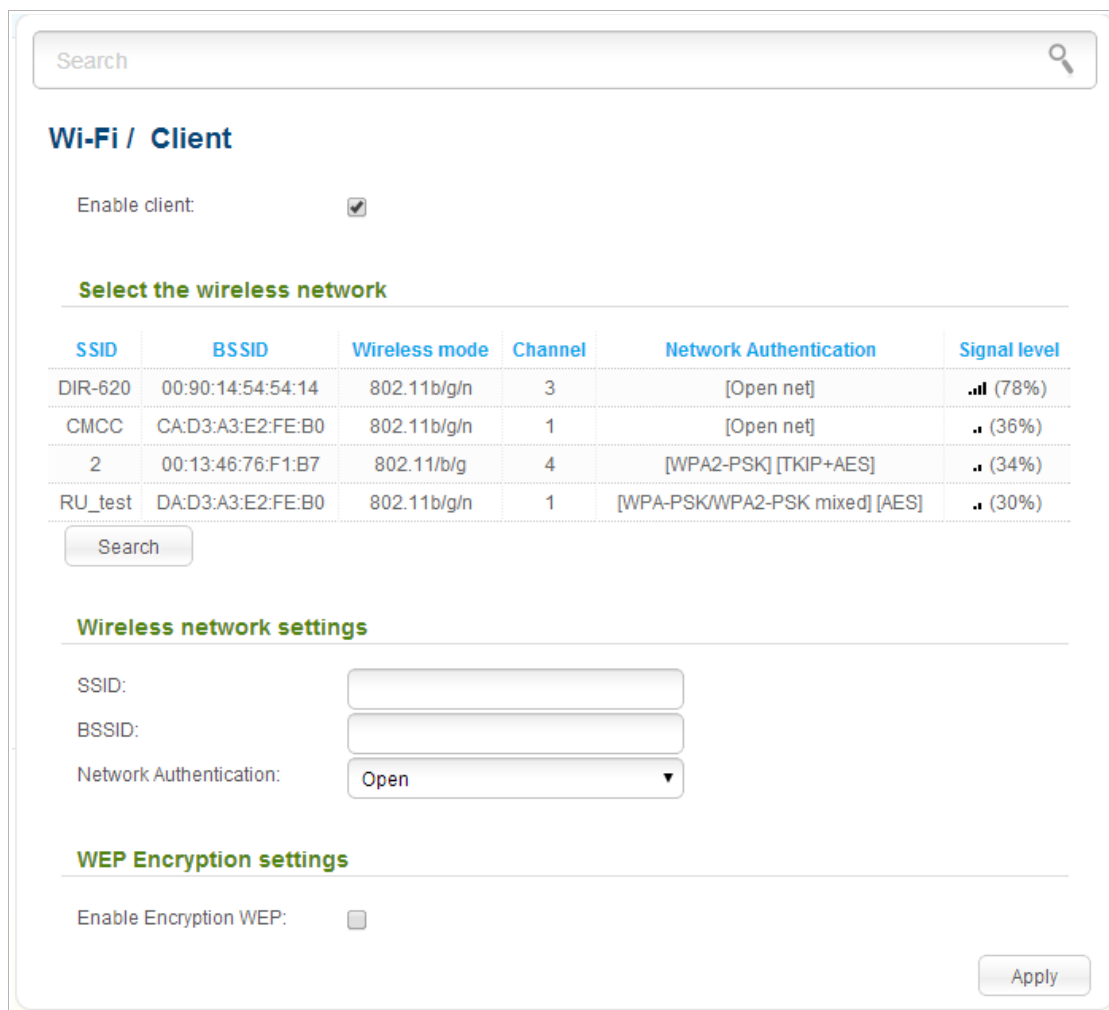 Search
Wi-Fi / Client
Enable client:
Select the wireless network
SSID BSSID Wireless mode Channel Network Authentication Signal level
DIR-620 00:90:14:54:54:14 802.11b/g/n 3 [Open net] (78%)
CMCC CA:D3:A3:E2:FE:B0 802.11b/g/n 1 [Open net] (36%)
2 00:13:46:76:F1:B7 802.11/b/g 4 [WPA2-PSK] [TKIP+AES] (34%)
RU_test DA:D3:A3:E2:FE:B0 802.11b/g/n 1 [WPA-PSK/WPA2-PSK mixed] [AES] (30%)
Search
Wireless network settings
SSID:
BSSID:
Network Authentication: Open
WEP Encryption settings
Enable Encryption WEP:
Apply